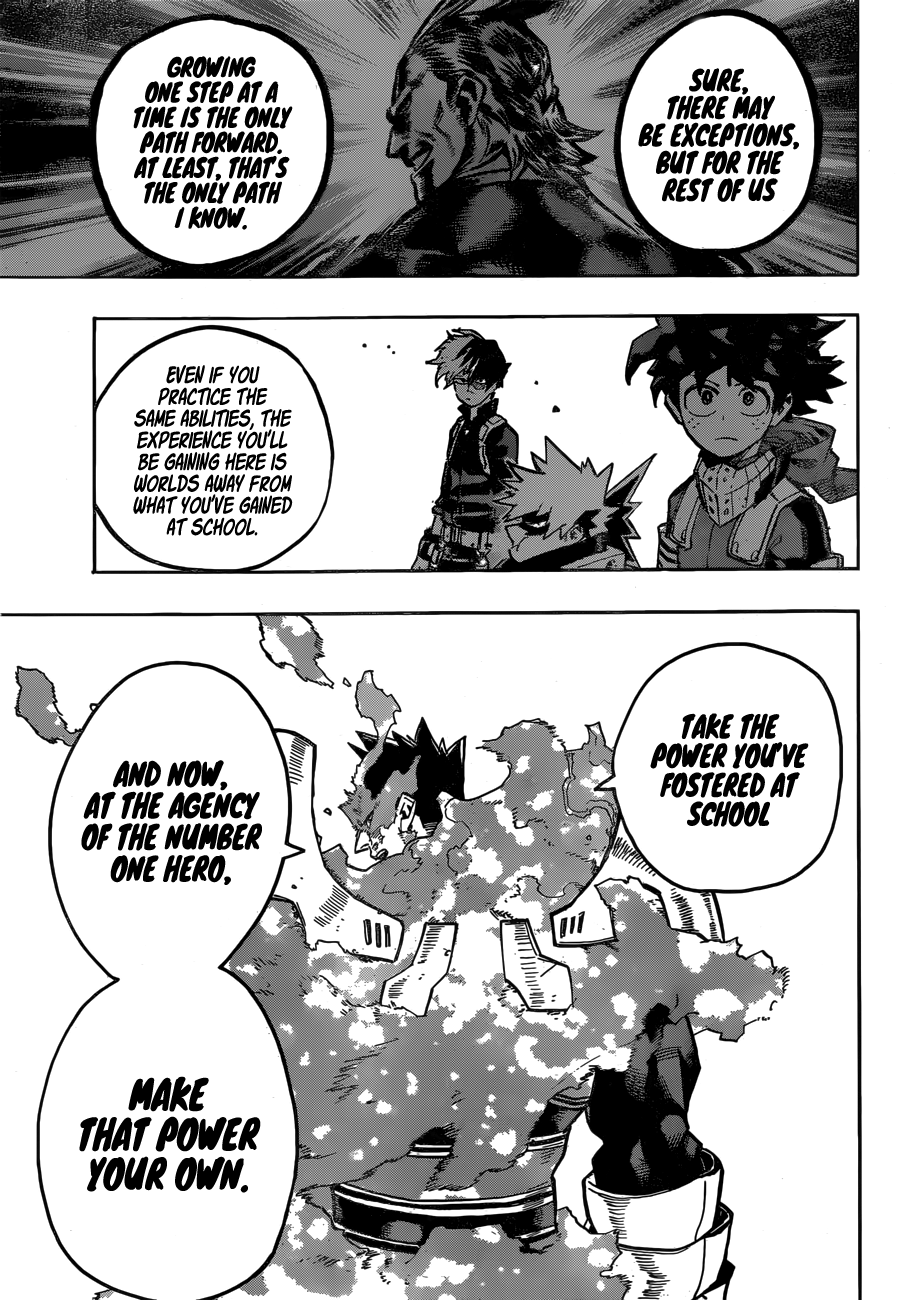 SURE,
THERE MAY
BE EXCEPTIONS,
BUT FOR THE
REST OF US
GROWING
ONE STEP AT A
TIME IS THE ONLY
PATH FORWARD.
AT LEAST, THAT'S
THE ONLY PATH
I KNOW.
EVEN IF YOU
PRACTICE THE
SAME ABILITIES, THE
EXPERIENCE YOU'LL
BE GAINING HERE IS
WORLDS AWAY FROM
WHAT YOU'VE GAINED
AT SCHOOL.
TAKE THE
POWER YOU'VE
FOSTERED AT
SCHOOL
AND NOW,
AT THE AGENCY
OF THE NUMBER
ONE HERO,
MAKE
THAT POWER
YOUR OWN.